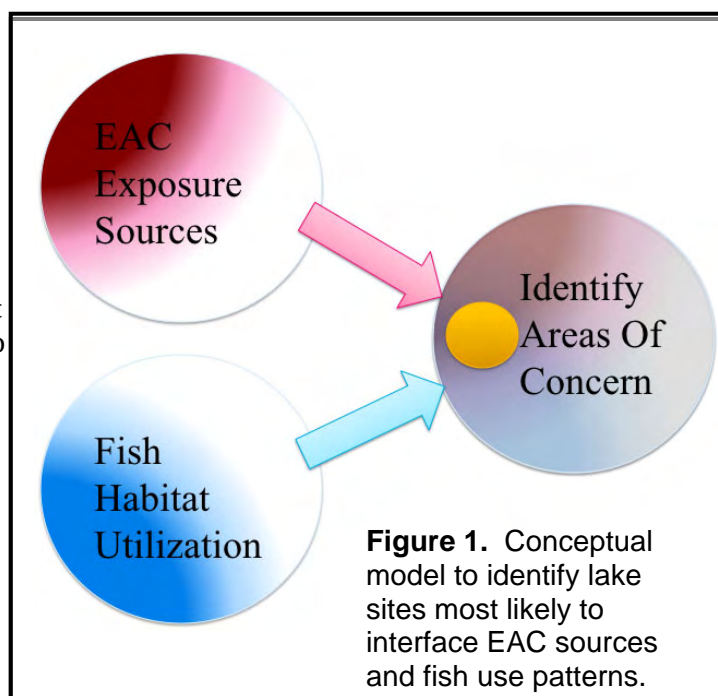 EAC
Exposure
Sources
Identify
Areas Of
Concern
Fish
Habitat
Utilization
Figure 1. Conceptual
model to identify lake
sites most likely to
interface EAC sources
and fish use patterns.